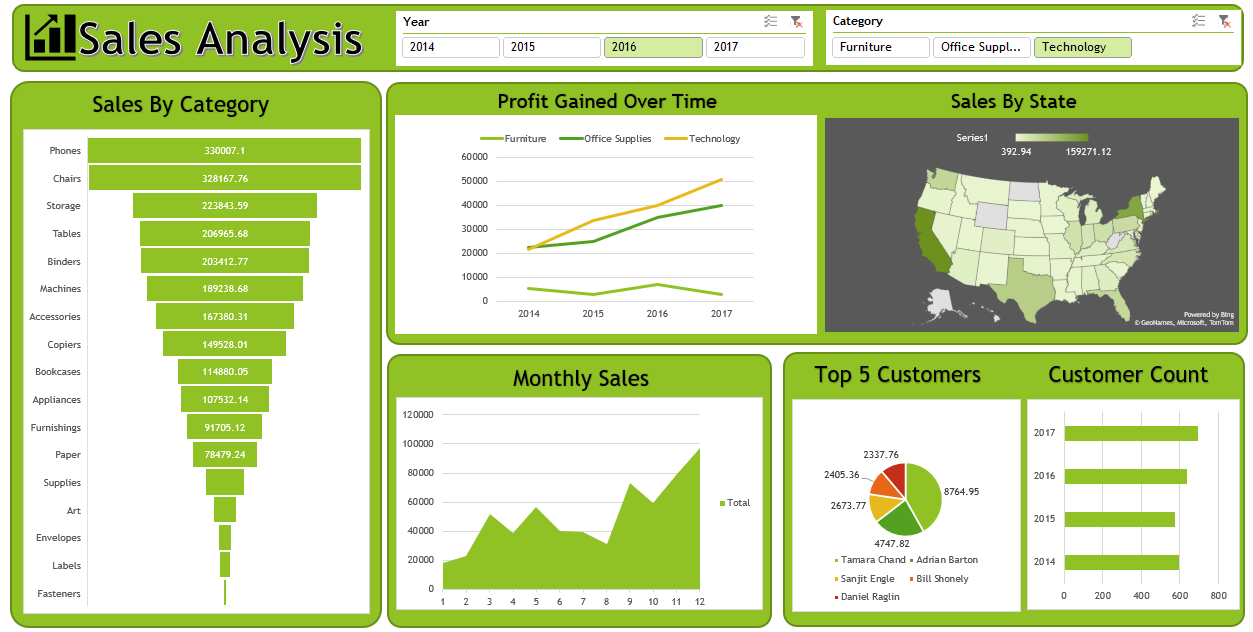 Sales Analysis
Year
2014 2015 2016 2017
Category
Furniture Office Suppl... Technology
Sales By Category
Phones 330007.1
Chairs 328167.76
Storage 223843.59
Tables 206965.68
Binders 203412.77
Machines 189238.68
Accessories 167380.31
Copiers 149528.01
Bookcases 114880.05
Appliances 107532.14
Furnishings 91705.12
Paper 78479.24
Supplies
Art
Envelopes
Labels
Fasteners
Profit Gained Over Time
Furniture Office Supplies Technology
60000
50000
40000
30000
20000
10000
0
2014 2015 2016 2017
Sales By State
Series1
392.94 159271.12
Powered by Bing
© GeoNames, Microsoft, TomTom
Monthly Sales
120000
100000
80000
60000
40000
20000
0
1 2 3 4 5 6 7 8 9 10 11 12
Total
Top 5 Customers
2337.76
2405.36
8764.95
2673.77
4747.82
Tamara Chand Adrian Barton
Sanjit Engle Bill Shonely
Daniel Raglin
Customer Count
2017
2016
2015
2014
0 200 400 600 800